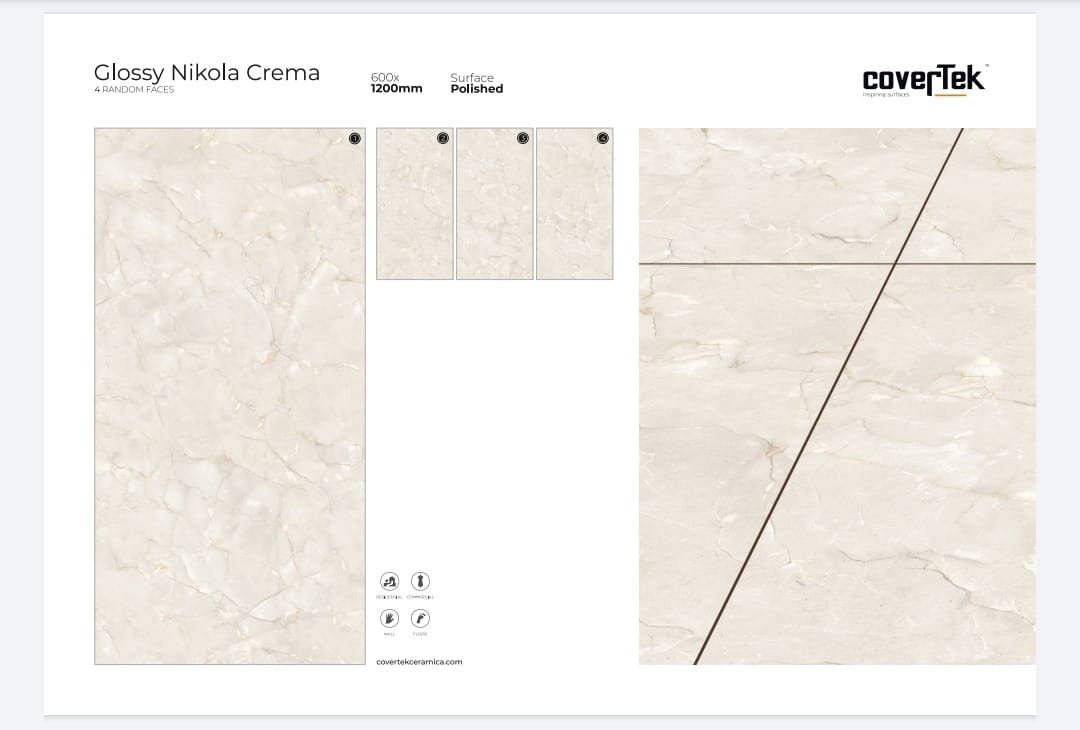 Glossy Nikola Crema
4 RANDOM FACES
600x
1200mm
Surface
Polished
coverTek™
inspiring surfaces
1
2
3
4
RESIDENTIAL
COMMERCIAL
WALL
FLOOR
covertekceramica.com